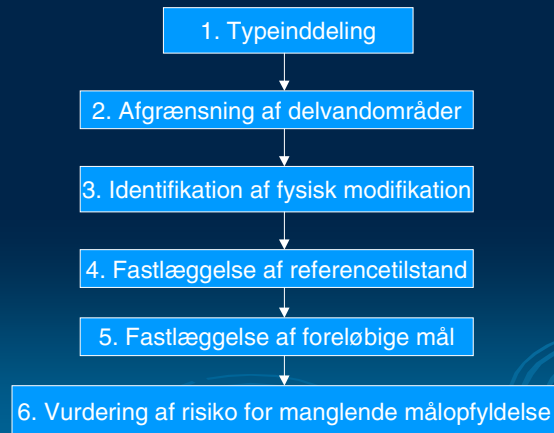 1. Typeinddeling
2. Afgrænsning af delvandområder
3. Identifikation af fysisk modifikation
4. Fastlæggelse af referencetilstand
5. Fastlæggelse af foreløbige mål
6. Vurdering af risiko for manglende målopfyldelse